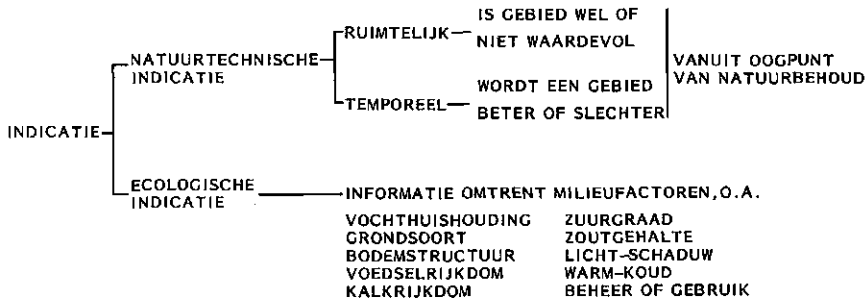 IS GEBIED WEL OF
RUIMTELIJK
NIET WAARDEVOL
NATUURTECHNISCHE
INDICATIE
VANUIT OOGPUNT
VAN NATUURBEHOUD
WORDT EEN GEBIED
TEMPOREEL
BETER OF SLECHTER
INDICATIE
ECOLOGISCHE
INDICATIE
INFORMATIE OMTRENT MILIEUFACTOREN, O.A.
VOCHTHUISHOUDING ZUURGRAAD
GRONDSOORT ZOUTGEHALTE
BODEMSTRUCTUUR LICHT-SCHADUW
VOEDSELRIJKDOM WARM-KOUD
KALKRIJKDOM BEHEER OF GEBRUIK